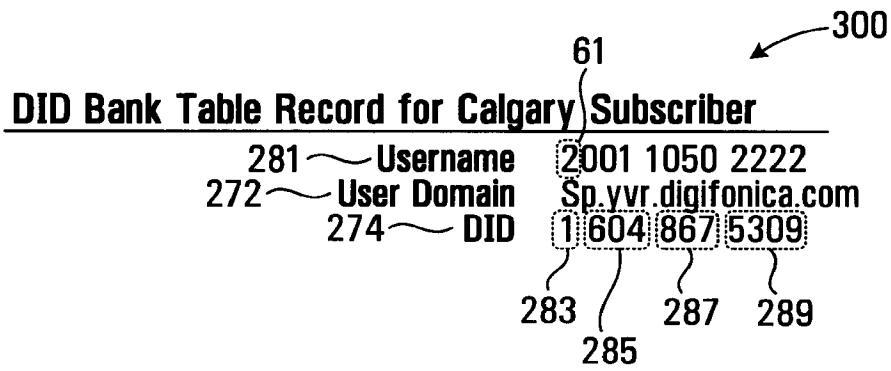 300
61
DID Bank Table Record for Calgary Subscriber
281 Username 2001 1050 2222
272 User Domain Sp.yvr.digifonica.com
274 DID 1 604 867 5309
283 287 289
285